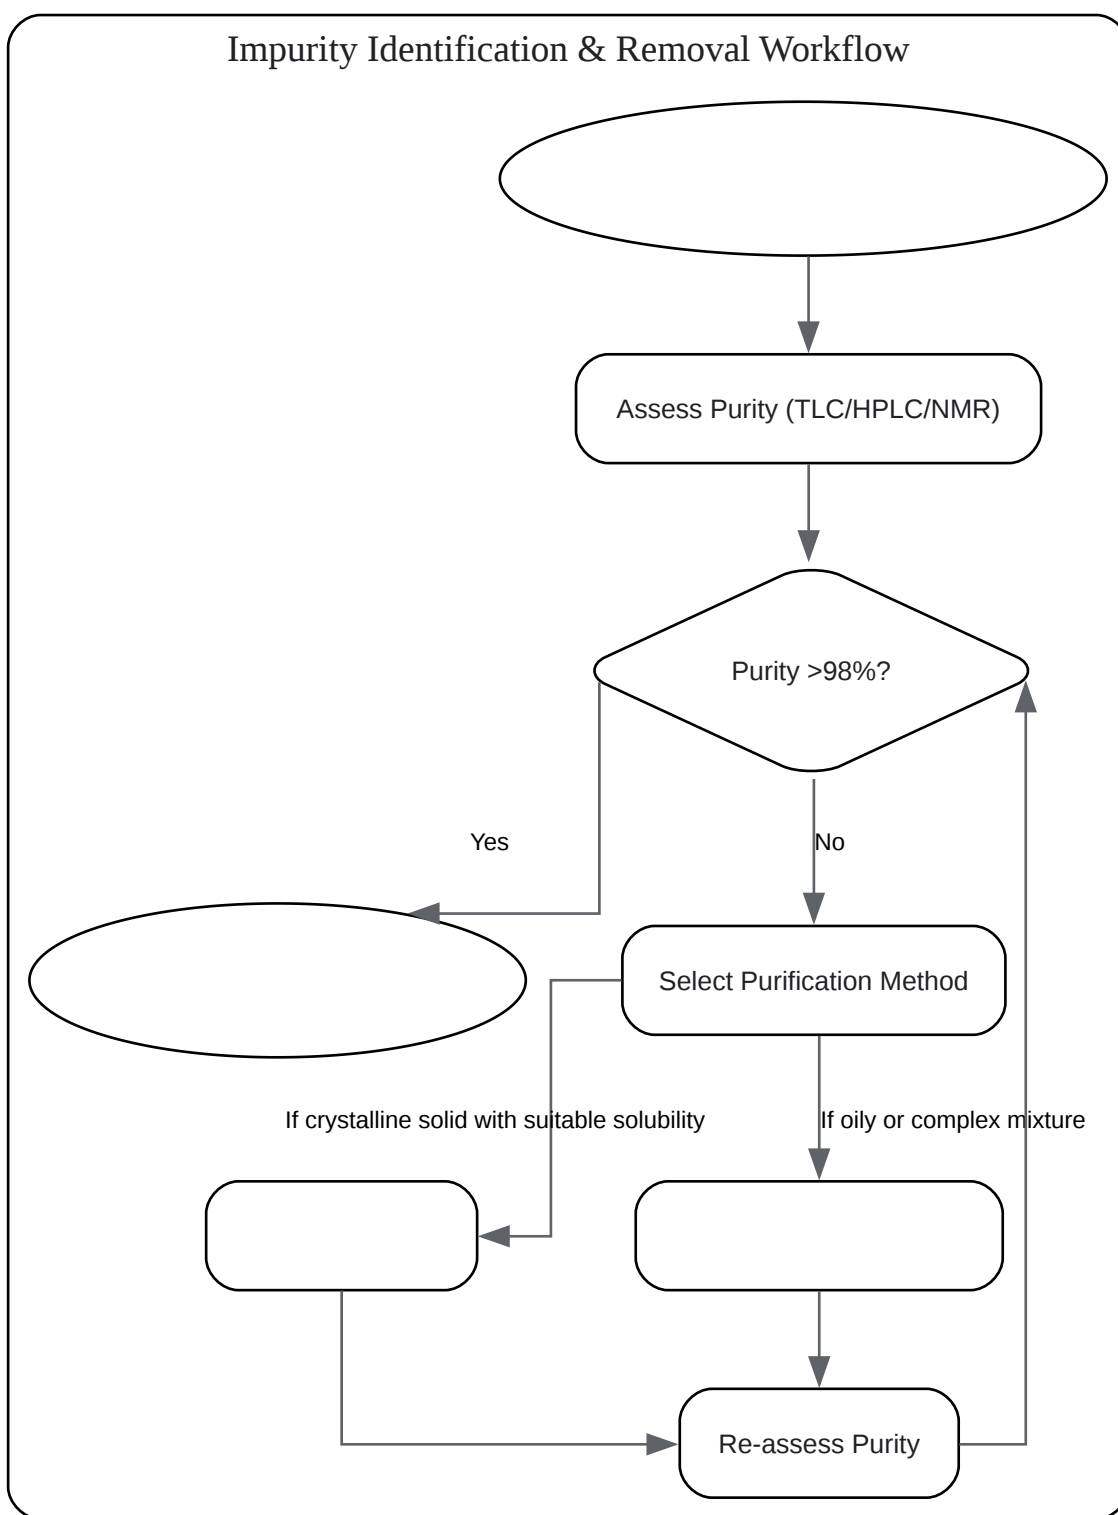 Impurity Identification & Removal Workflow
Assess Purity (TLC/HPLC/NMR)
Purity >98%?
Yes
No
Select Purification Method
If crystalline solid with suitable solubility
If oily or complex mixture
Re-assess Purity